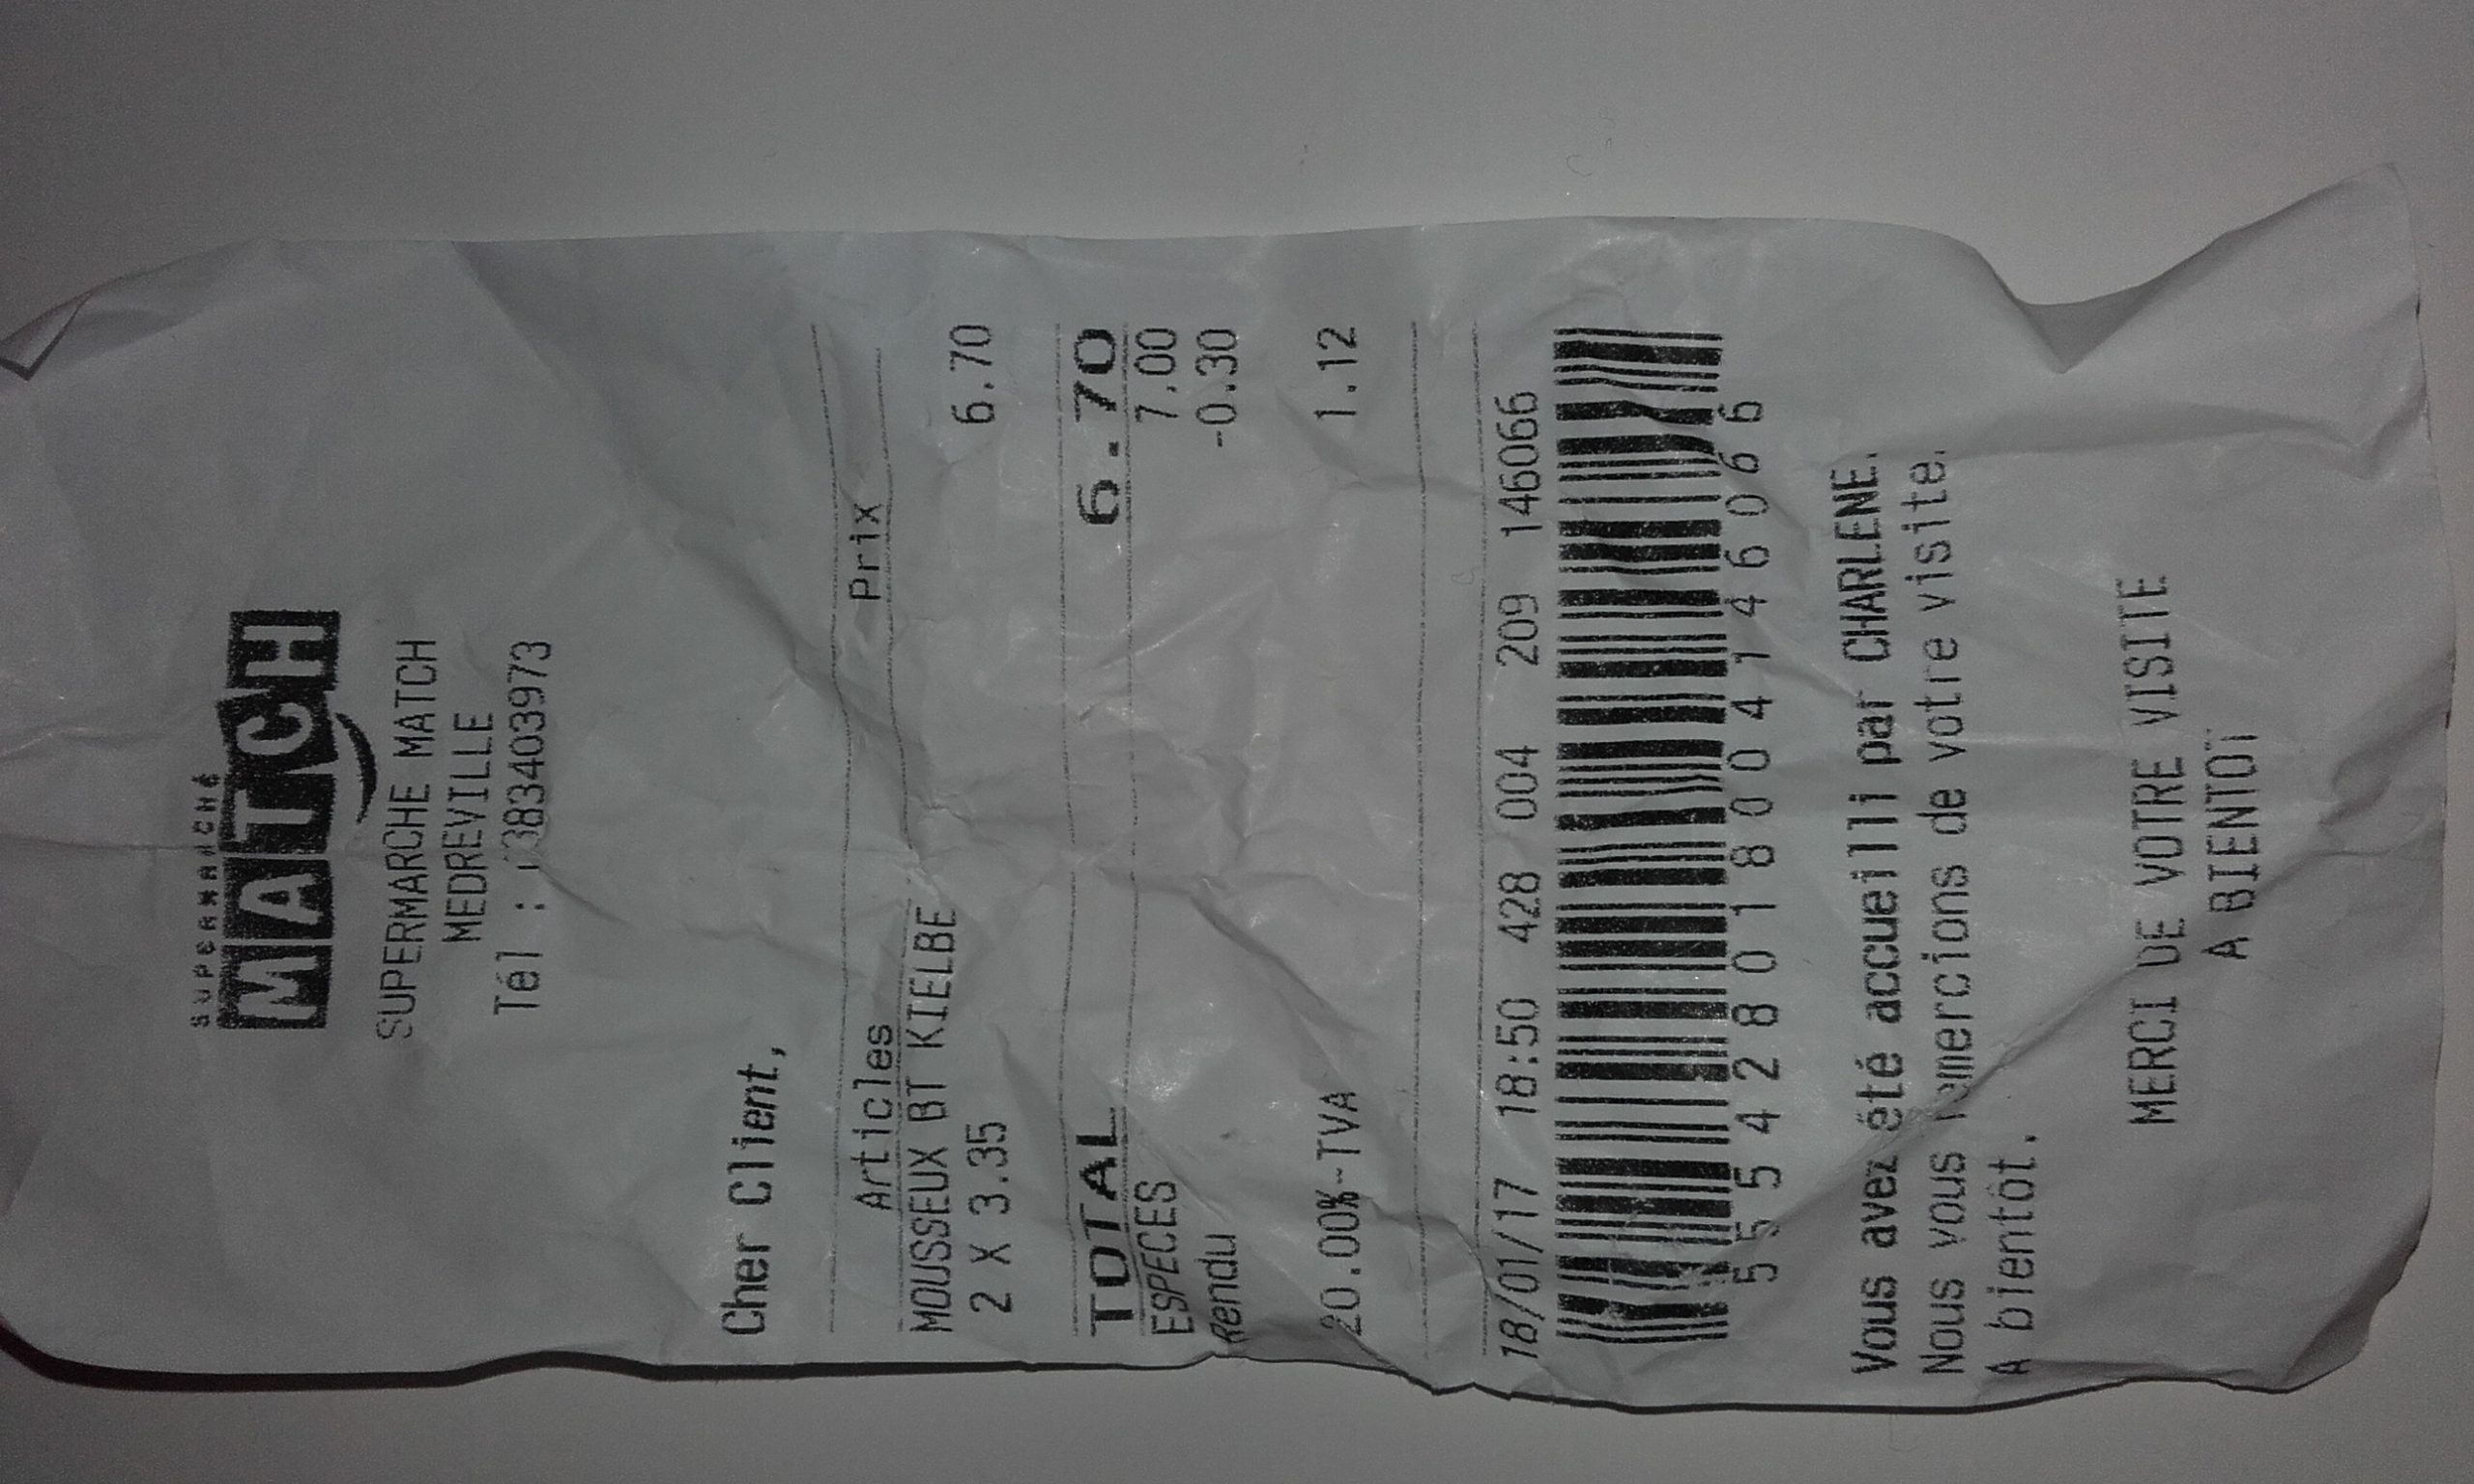 SUPERMARCHÉ
MATCH
SUPERMARCHE MATCH
MEDREVILLE
Tél : 0383403973
Cher Client,
Articles Prix
MOUSSEUX BT KIELBE
2 X 3.35 6.70
TOTAL 6.70
ESPECES 7.00
Rendu -0.30
20.00%-TVA 1.12
18/01/17 18:50 428 004 209 146066
555428018004146066
Vous avez été accueilli par CHARLENE.
Nous vous remercions de votre visite.
A bientôt.
MERCI DE VOTRE VISITE
A BIENTOT